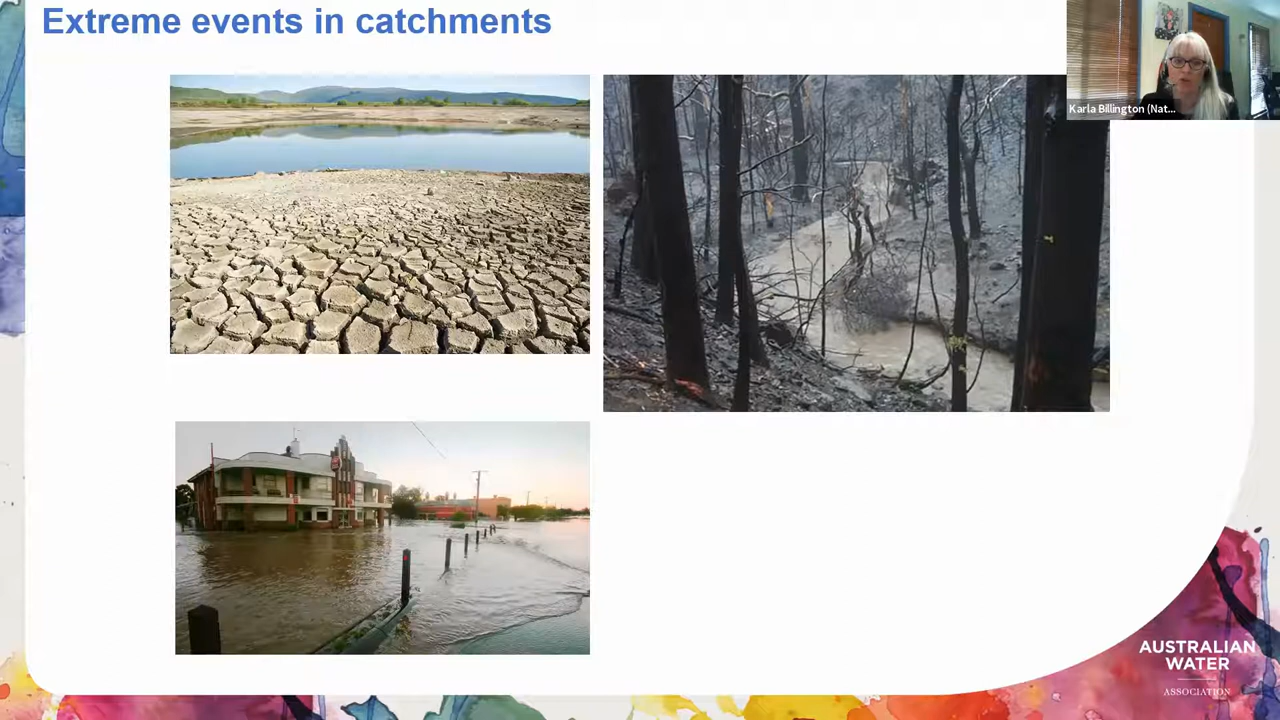 Extreme events in catchments
Karla Billington (Nat...
AUSTRALIAN
WATER
ASSOCIATION